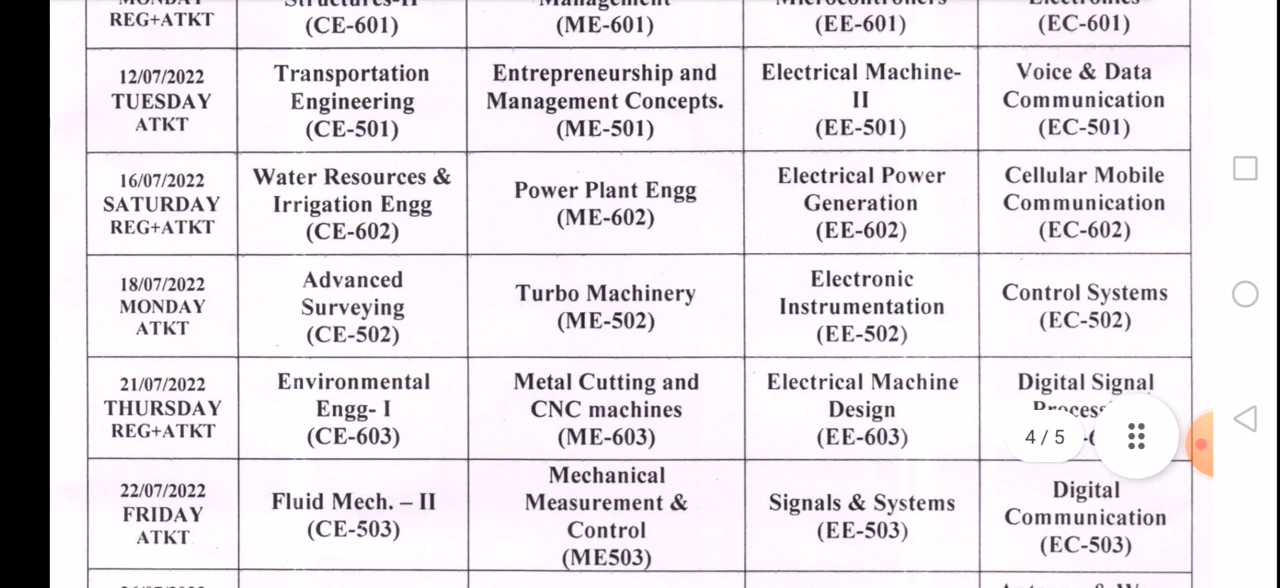 MONDAY
REG+ATKT
Structures-II
(CE-601)
Management
(ME-601)
Microcontrollers
(EE-601)
Electronics
(EC-601)
12/07/2022
TUESDAY
ATKT
Transportation
Engineering
(CE-501)
Entrepreneurship and
Management Concepts.
(ME-501)
Electrical Machine-
II
(EE-501)
Voice & Data
Communication
(EC-501)
16/07/2022
SATURDAY
REG+ATKT
Water Resources &
Irrigation Engg
(CE-602)
Power Plant Engg
(ME-602)
Electrical Power
Generation
(EE-602)
Cellular Mobile
Communication
(EC-602)
18/07/2022
MONDAY
ATKT
Advanced
Surveying
(CE-502)
Turbo Machinery
(ME-502)
Electronic
Instrumentation
(EE-502)
Control Systems
(EC-502)
21/07/2022
THURSDAY
REG+ATKT
Environmental
Engg- I
(CE-603)
Metal Cutting and
CNC machines
(ME-603)
Electrical Machine
Design
(EE-603)
Digital Signal
4 / 5
22/07/2022
FRIDAY
ATKT
Fluid Mech. – II
(CE-503)
Mechanical
Measurement &
Control
(ME503)
Signals & Systems
(EE-503)
Digital
Communication
(EC-503)